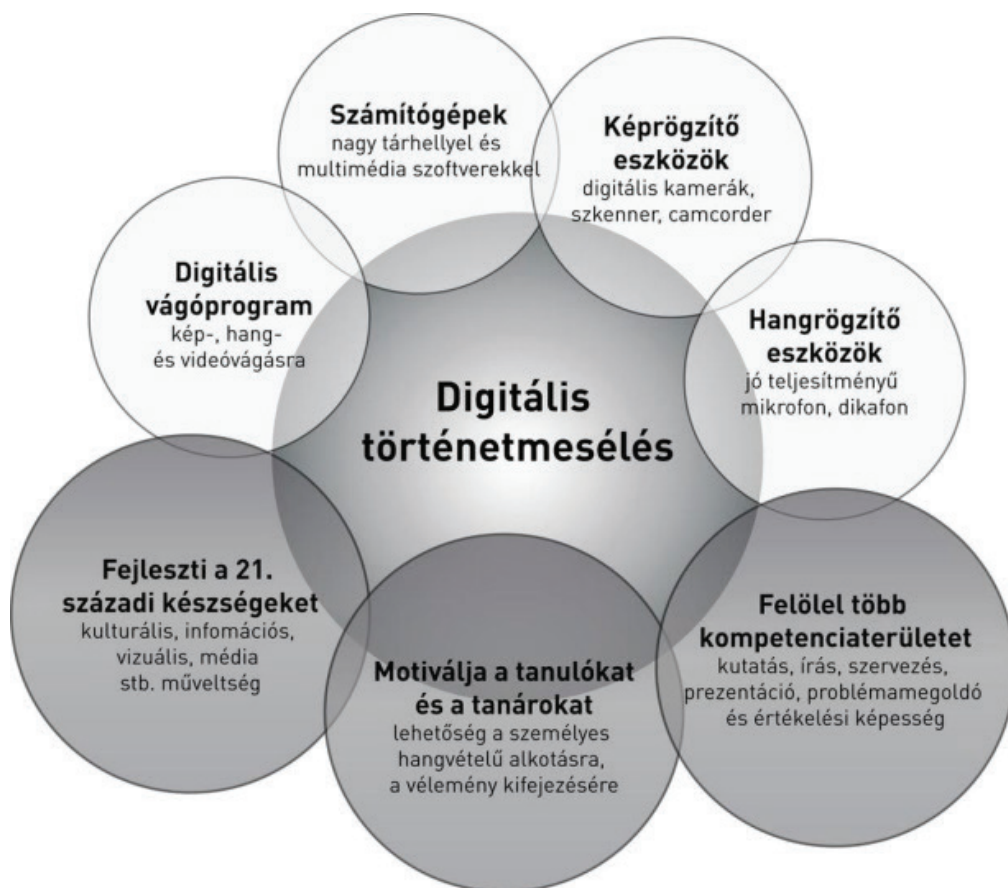 Számítógépek
nagy tárhellyel és
multimédia szoftverekkel
Képrögzítő
eszközök
digitális kamerák,
szkenner, camcorder
Digitális
vágóprogram
kép-, hang-
és videóvágásra
Hangrögzítő
eszközök
jó teljesítményű
mikrofon, dikafon
Digitális
történetmesélés
Fejleszti a 21.
századi készségeket
kulturális, infomációs,
vizuális, média
stb. műveltség
Motiválja a tanulókat
és a tanárokat
lehetőség a személyes
hangvételű alkotásra,
a vélemény kifejezésére
Felölel több
kompetenciaterületet
kutatás, írás, szervezés,
prezentáció, problémamegoldó
és értékelési képesség